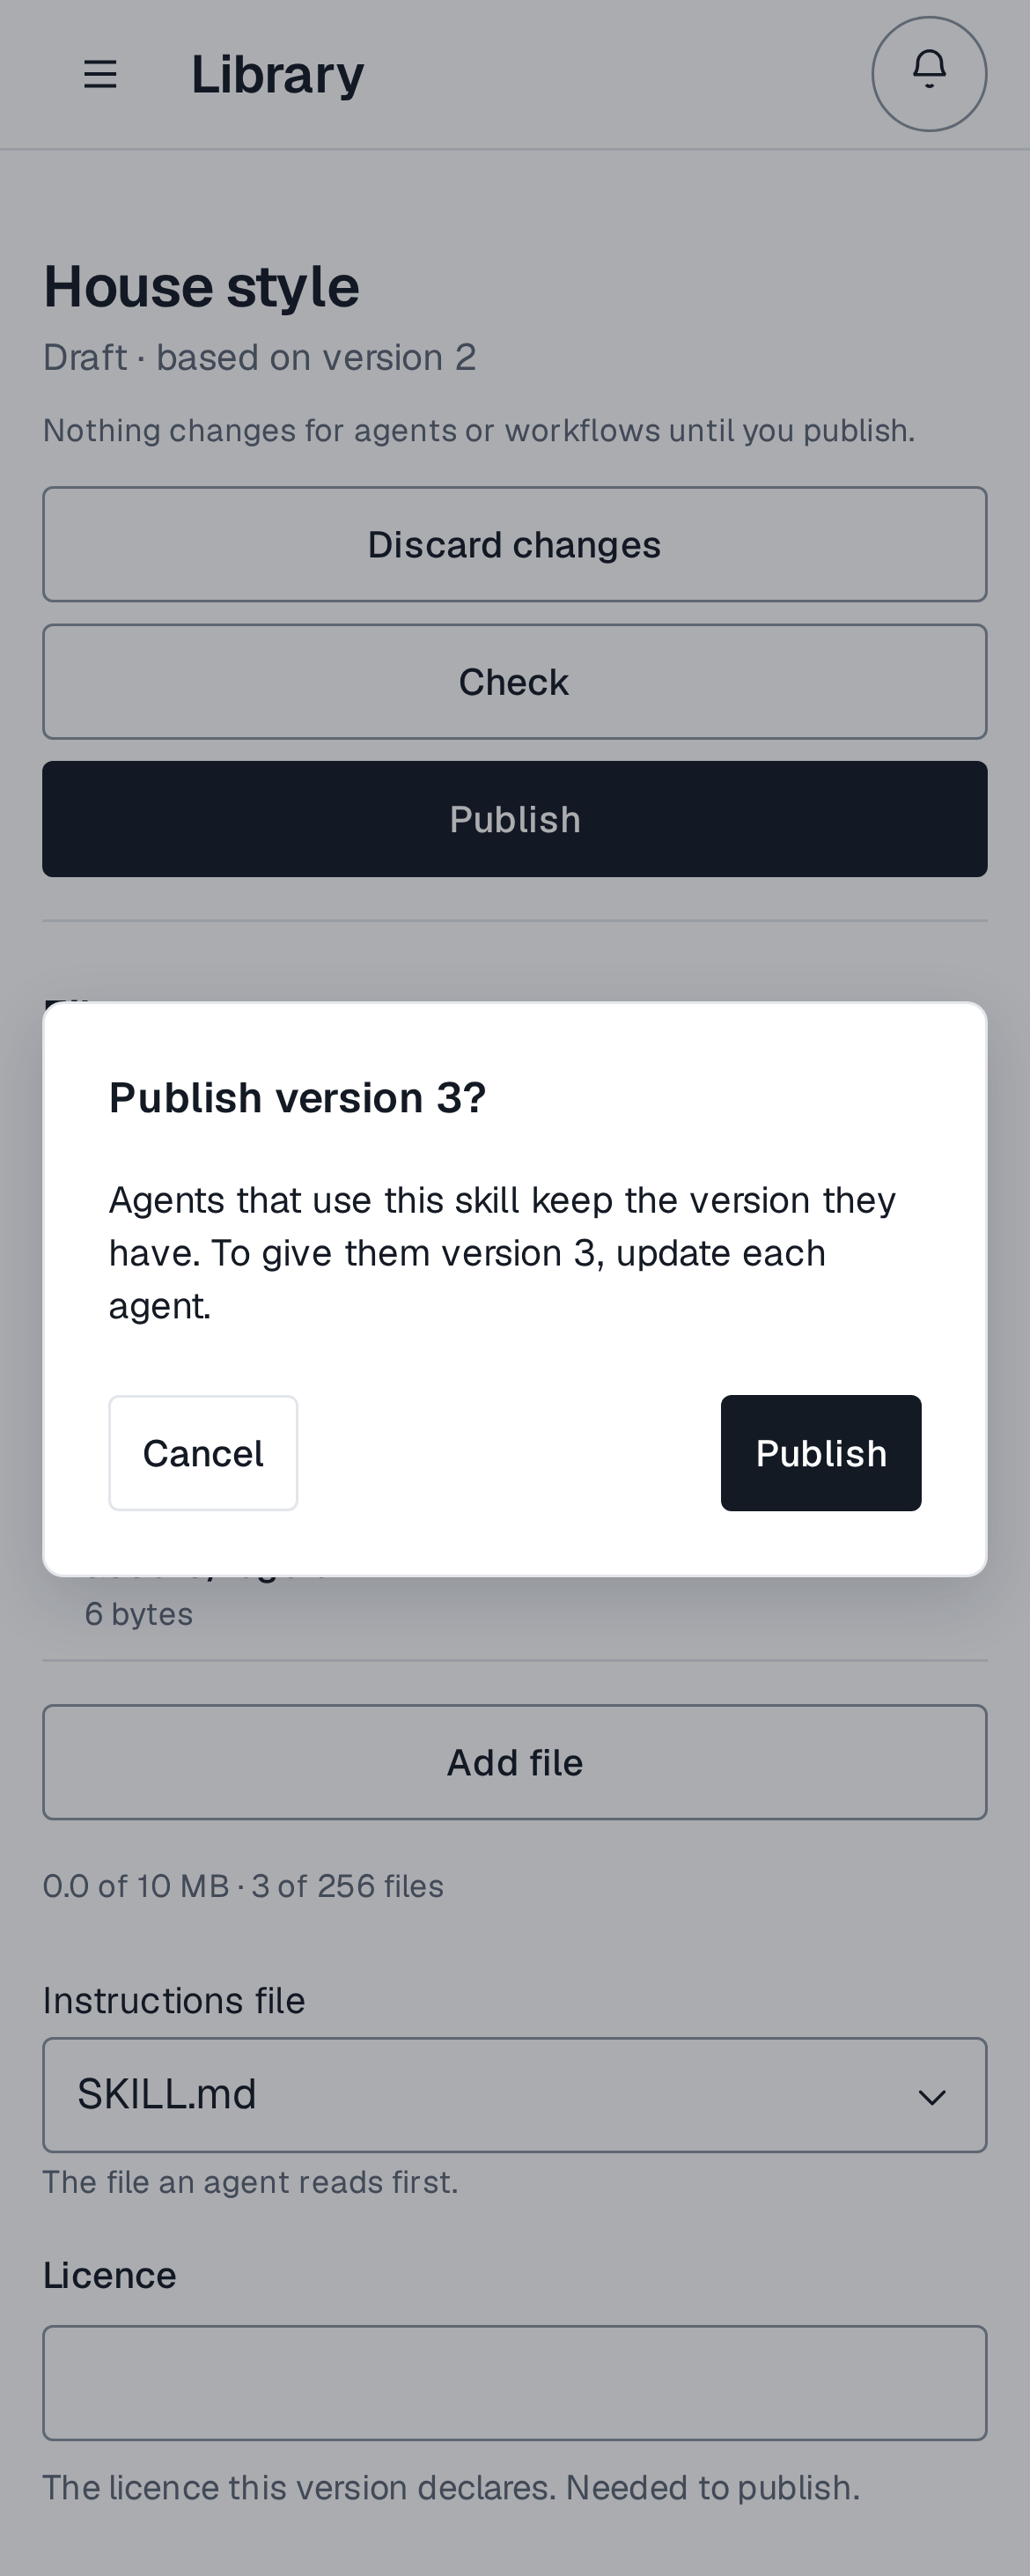 Library
House style
Draft · based on version 2
Nothing changes for agents or workflows until you publish.
Discard changes
Check
Publish
Publish version 3?
Agents that use this skill keep the version they
have. To give them version 3, update each
agent.
Cancel
Publish
6 bytes
Add file
0.0 of 10 MB · 3 of 256 files
Instructions file
SKILL.md
The file an agent reads first.
Licence
The licence this version declares. Needed to publish.